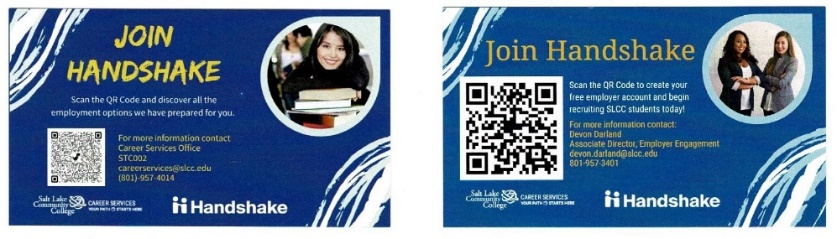 JOIN
HANDSHAKE
Scan the QR Code and discover all the
employment options we have prepared for you.
For more information contact
Career Services Office
STC002
careerservices@slcc.edu
(801)-957-4014
Salt Lake
Community
College
CAREER SERVICES
YOUR PATH STARTS HERE
Handshake
Join Handshake
Scan the QR Code to create your
free employer account and begin
recruiting SLCC students today!
For more information contact:
Devon Darland
Associate Director, Employer Engagement
devon.darland@slcc.edu
801-957-3401
Salt Lake
Community
College
CAREER SERVICES
YOUR PATH STARTS HERE
Handshake